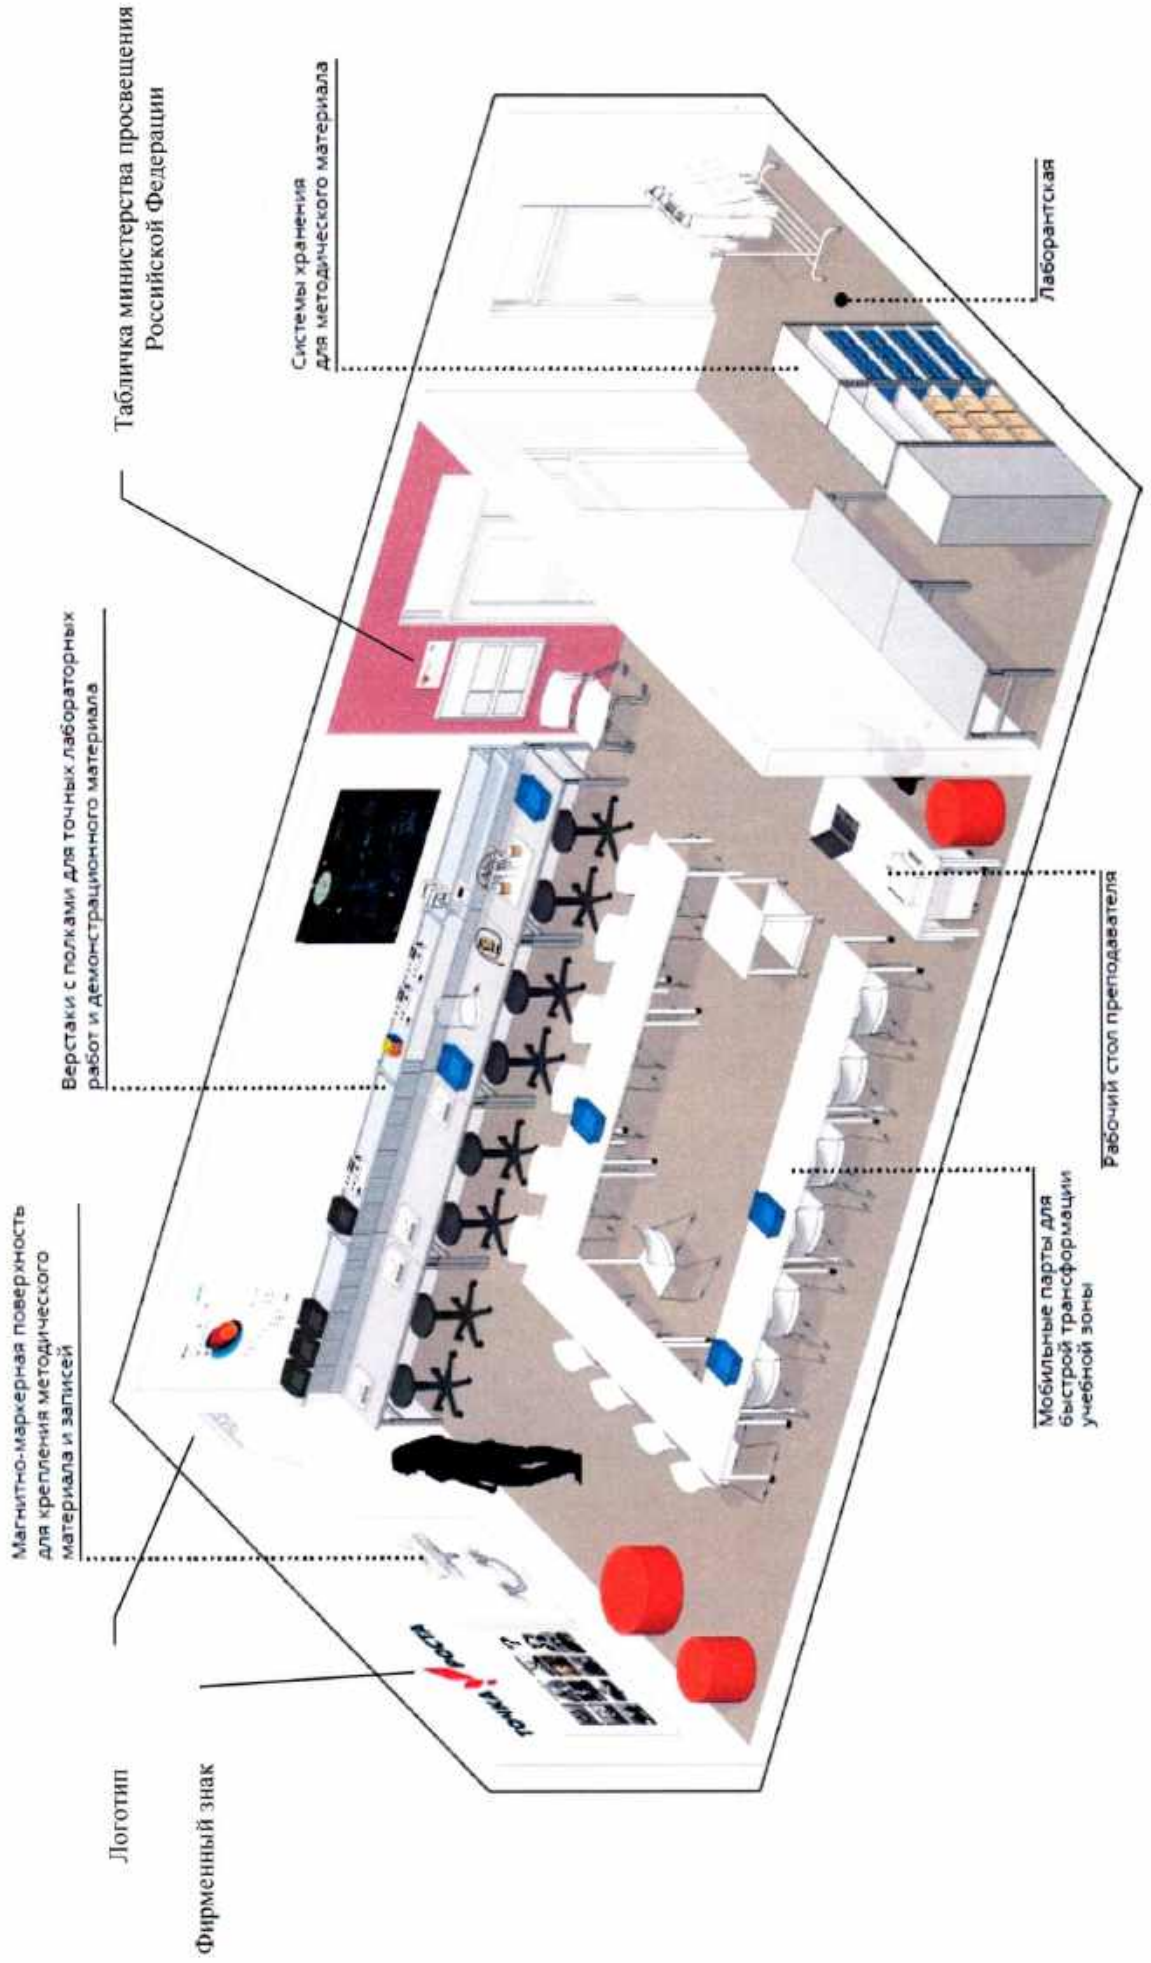 Логотип
Фирменный знак
Магнитно-маркерная поверхность
для крепления методического
материала и записей
Верстаки с полками для точных лабораторных
работ и демонстрационного материала
Табличка министерства просвещения
Российской Федерации
Системы хранения
для методического материала
ТОЧКА РОСТА
Мобильные парты для
быстрой трансформации
учебной зоны
Рабочий стол преподавателя
Лаборантская